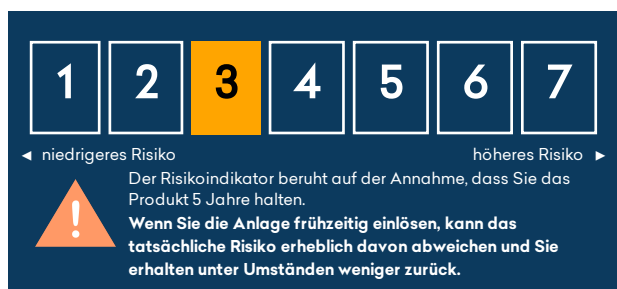 1 2 3 4 5 6 7
◄ niedrigeres Risiko höheres Risiko ►
Der Risikoindikator beruht auf der Annahme, dass Sie das
Produkt 5 Jahre halten.
Wenn Sie die Anlage frühzeitig einlösen, kann das
tatsächliche Risiko erheblich davon abweichen und Sie
erhalten unter Umständen weniger zurück.
!